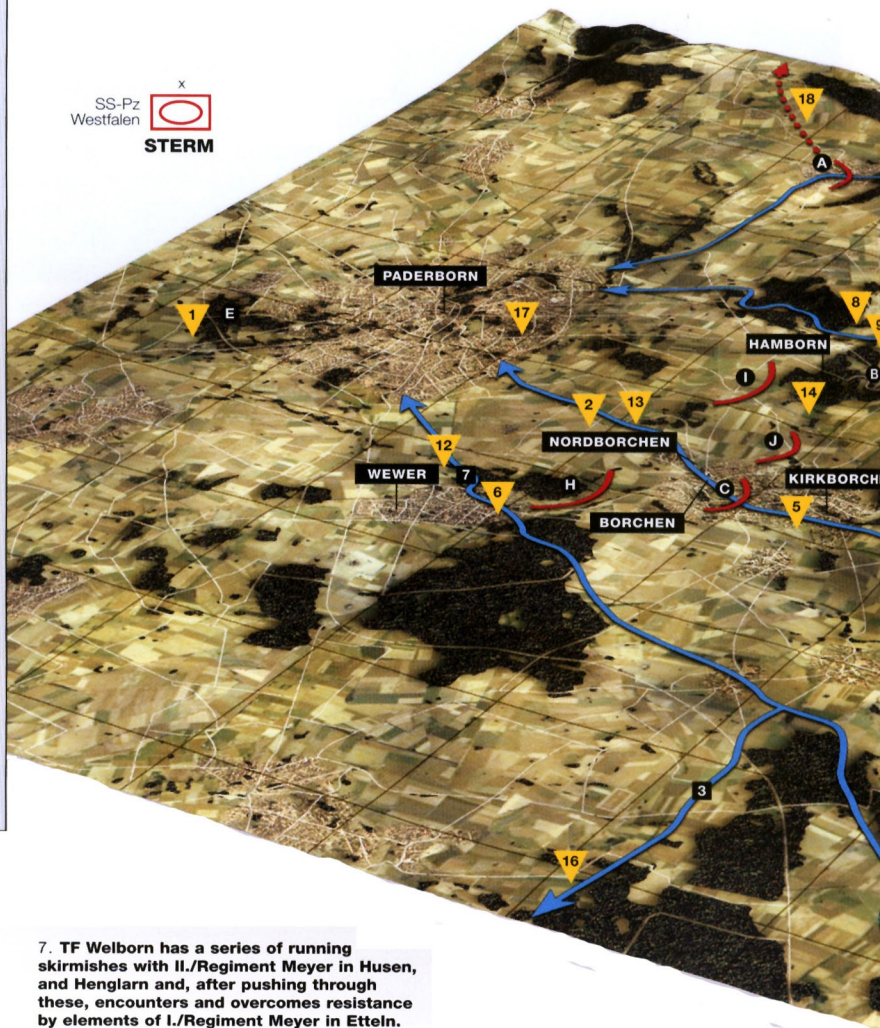 x
SS-Pz
Westfalen
STERM
18
A
PADERBORN
1
E
17
8
9
HAMBORN
I
B
14
2
13
NORDBORCHEN
J
12
WEWER
7
6
H
C
KIRKBORCH
5
BORCHEN
3
16
7. TF Welborn has a series of running
skirmishes with II./Regiment Meyer in Husen,
and Henglarn and, after pushing through
these, encounters and overcomes resistance
by elements of I./Regiment Meyer in Etteln.